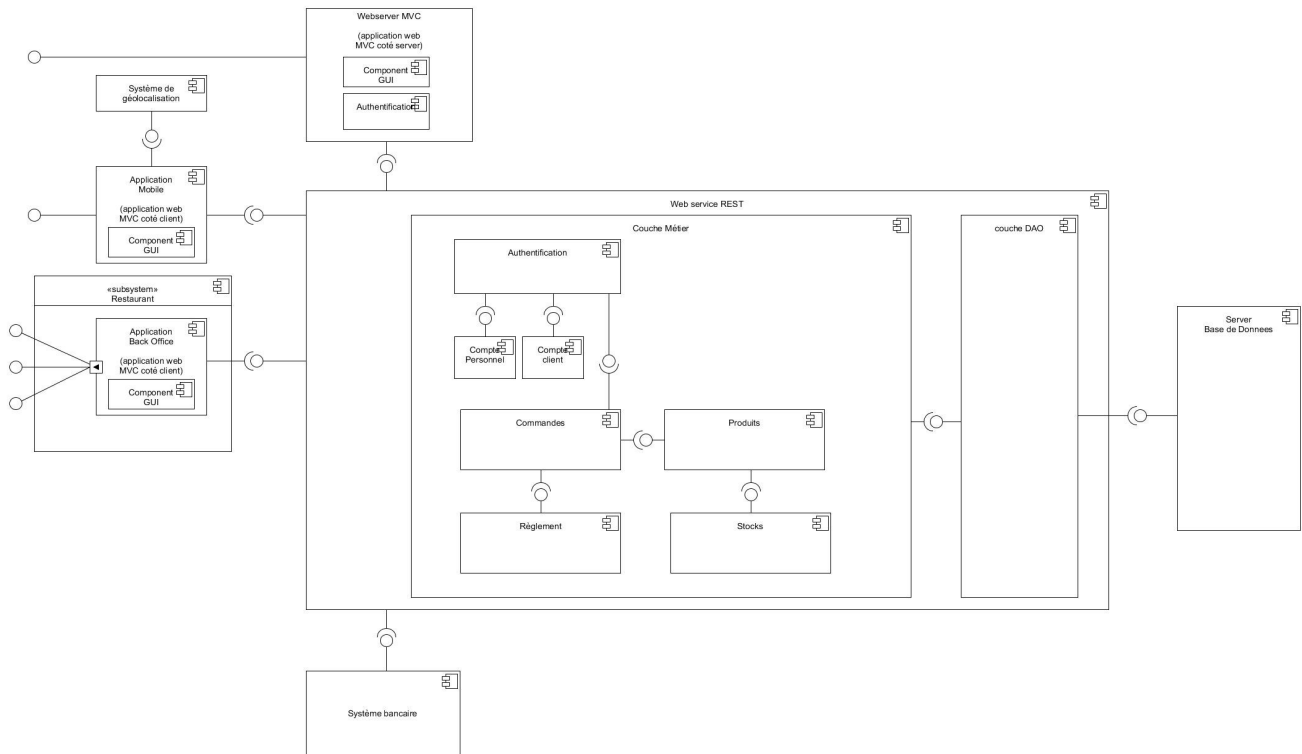 Webserver MVC
(application web
MVC coté server)
Component
GUI
Authentification
Système de
géolocalisation
Application
Mobile
(application web
MVC coté client)
Component
GUI
«subsystem»
Restaurant
Application
Back Office
(application web
MVC coté client)
Component
GUI
Web service REST
Couche Métier
Authentification
Compte
Personnel
Compte
client
Commandes
Produits
Règlement
Stocks
couche DAO
Server
Base de Donnees
Système bancaire